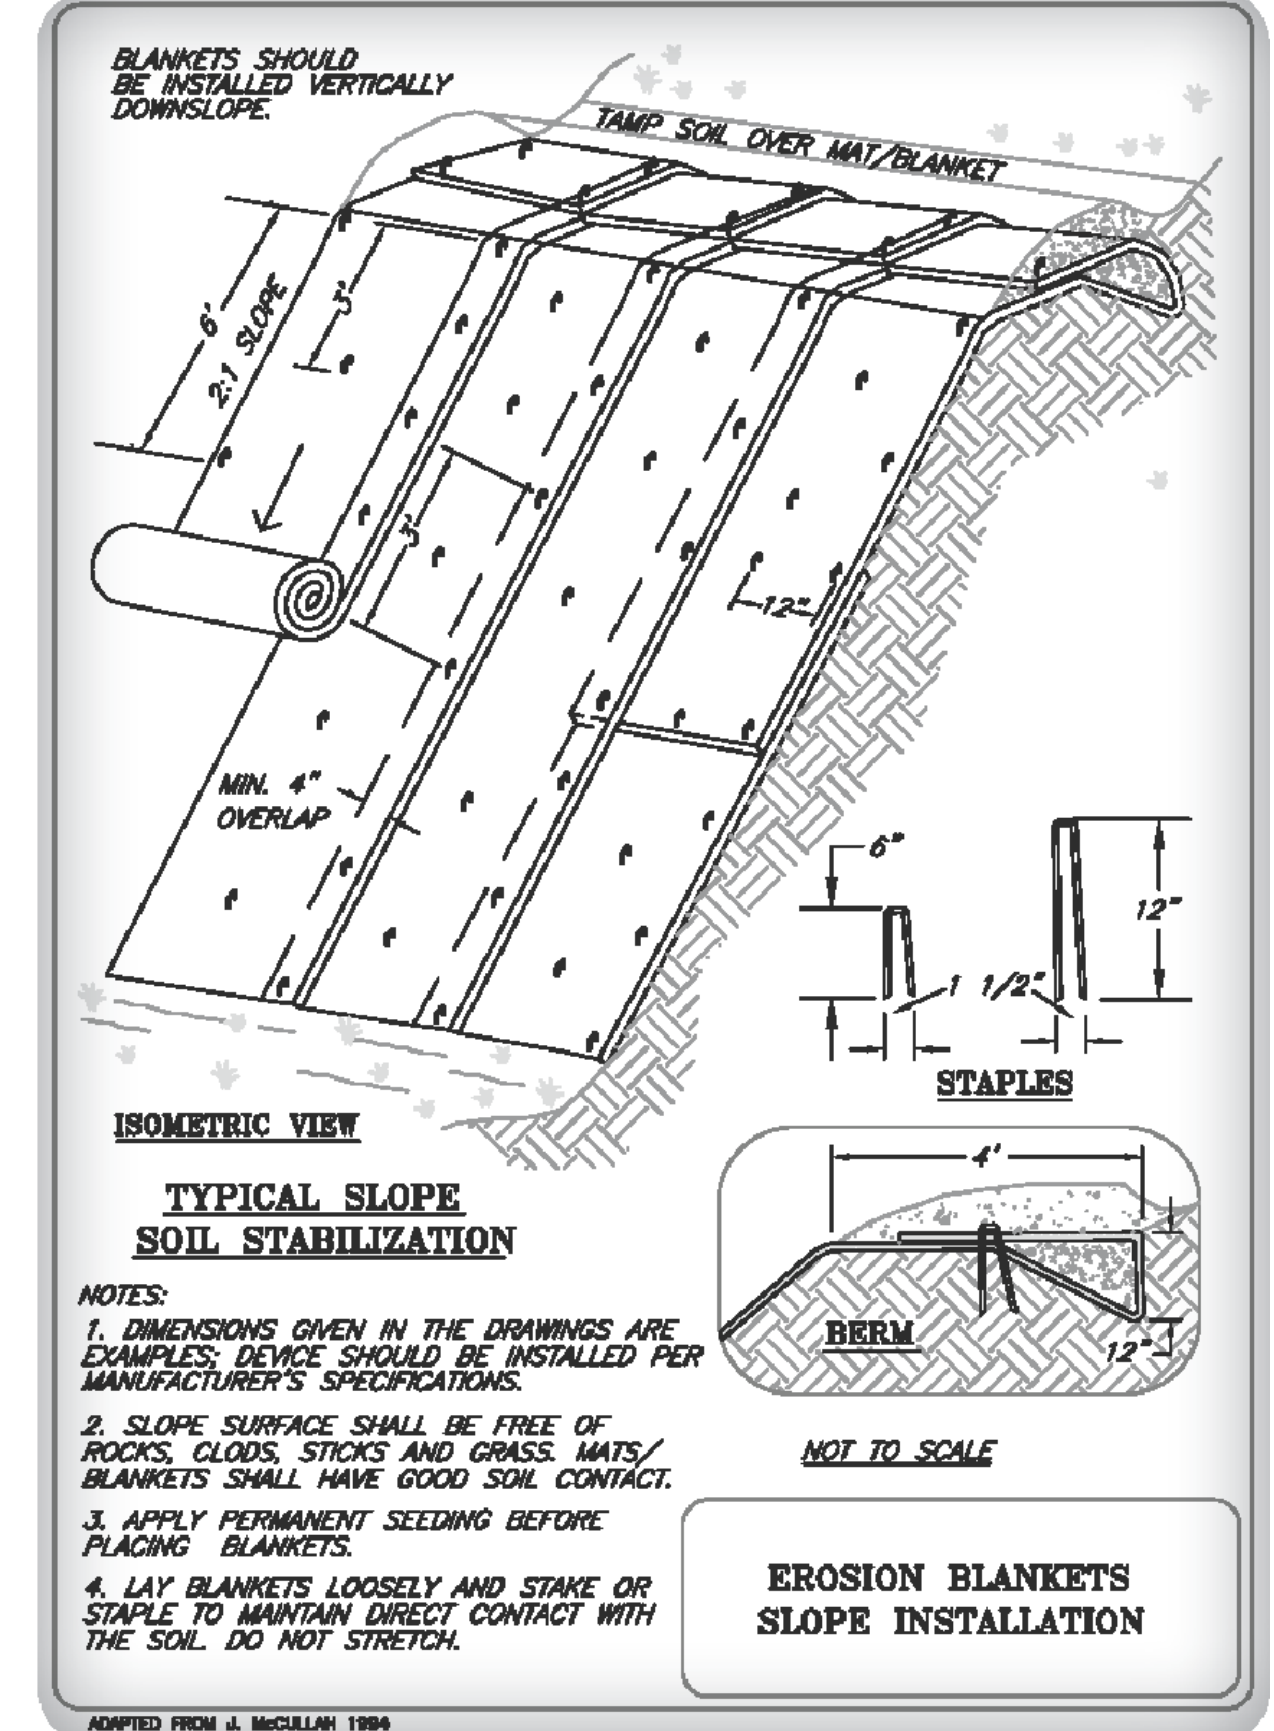 BLANKETS SHOULD
BE INSTALLED VERTICALLY
DOWNSLOPE.
TAMP SOIL OVER MAT/BLANKET
6'
2:1 SLOPE
3'
3'
12"
MIN. 4"
OVERLAP
6"
12"
1 1/2"
STAPLES
ISOMETRIC VIEW
TYPICAL SLOPE
SOIL STABILIZATION
4'
BERM
12"
NOT TO SCALE
NOTES:
1. DIMENSIONS GIVEN IN THE DRAWINGS ARE
EXAMPLES; DEVICE SHOULD BE INSTALLED PER
MANUFACTURER'S SPECIFICATIONS.
2. SLOPE SURFACE SHALL BE FREE OF
ROCKS, CLODS, STICKS AND GRASS. MATS/
BLANKETS SHALL HAVE GOOD SOIL CONTACT.
3. APPLY PERMANENT SEEDING BEFORE
PLACING BLANKETS.
4. LAY BLANKETS LOOSELY AND STAKE OR
STAPLE TO MAINTAIN DIRECT CONTACT WITH
THE SOIL. DO NOT STRETCH.
EROSION BLANKETS
SLOPE INSTALLATION
ADAPTED FROM J. McCULLAH 1994